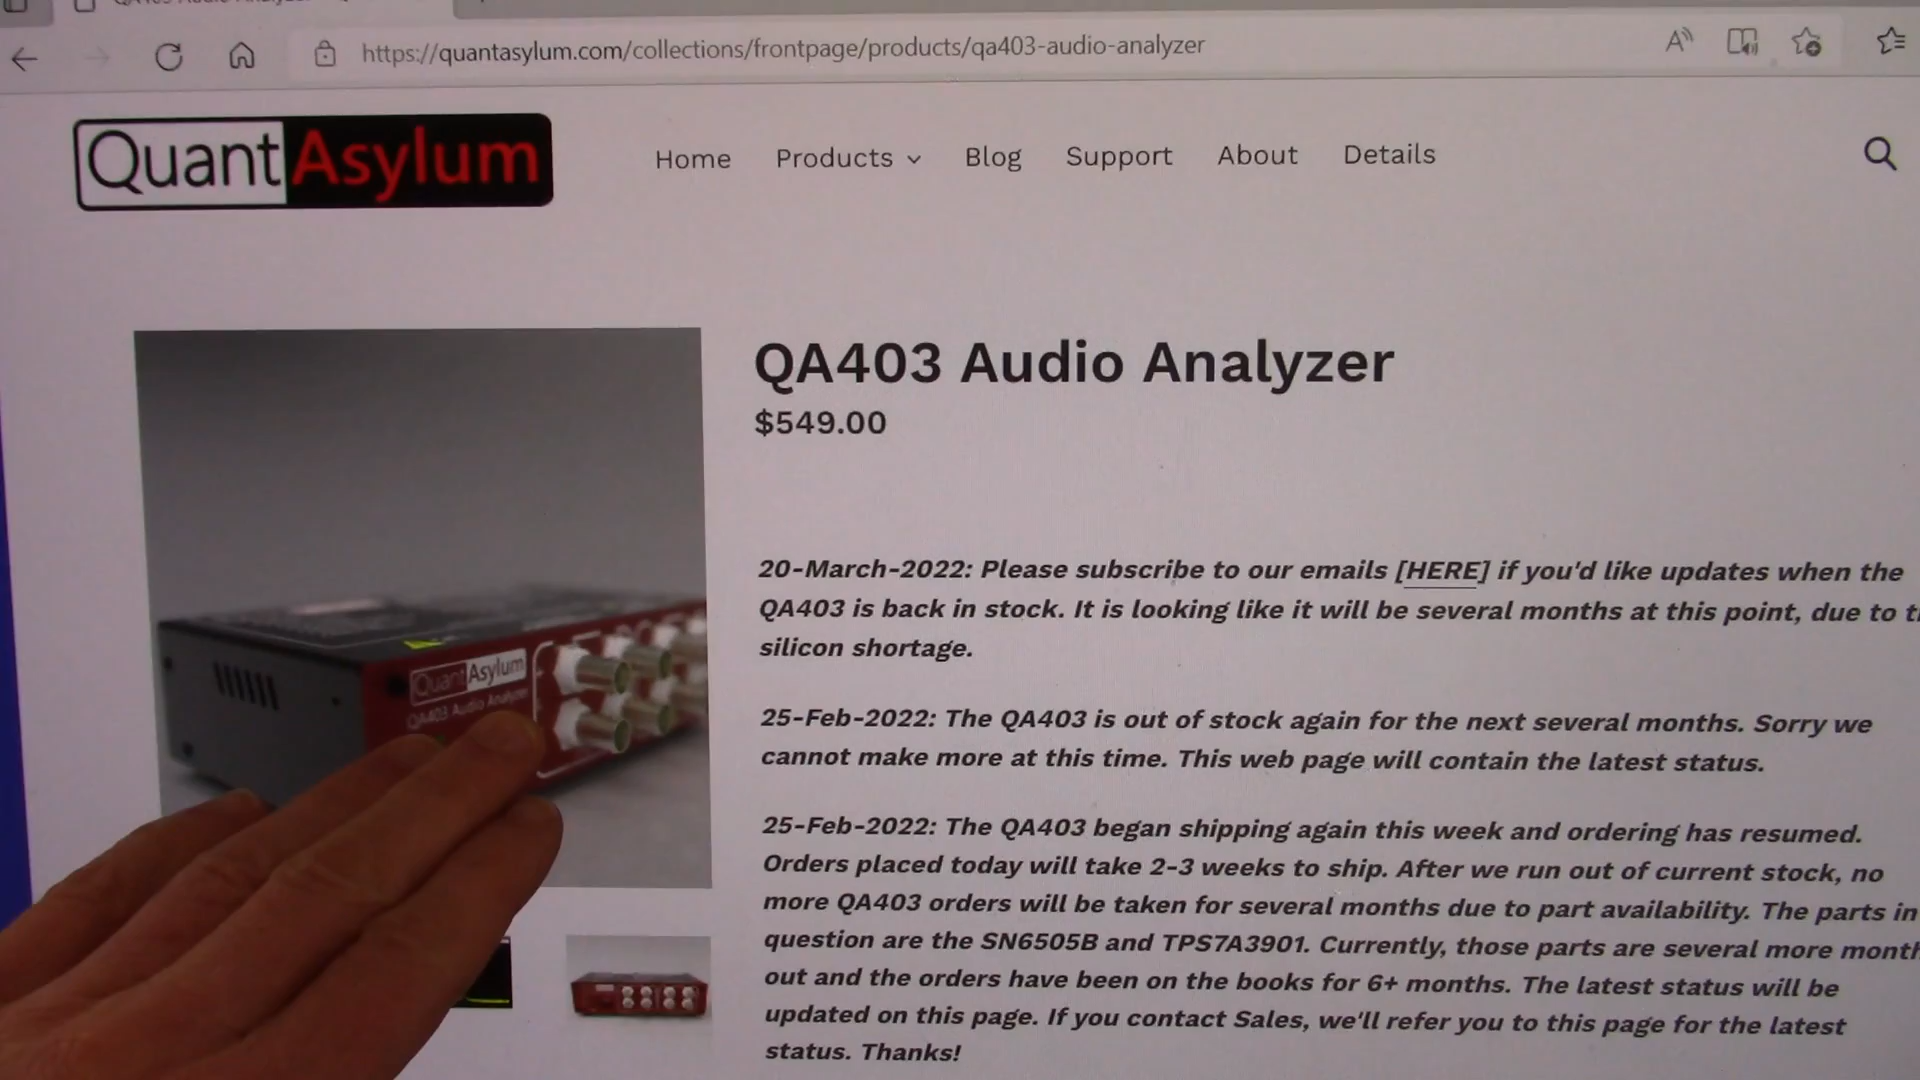 https://quantasylum.com/collections/frontpage/products/qa403-audio-analyzer
QuantAsylum
Home Products Blog Support About Details
QA403 Audio Analyzer
$549.00
20-March-2022: Please subscribe to our emails [HERE] if you'd like updates when the
QA403 is back in stock. It is looking like it will be several months at this point, due to
silicon shortage.
25-Feb-2022: The QA403 is out of stock again for the next several months. Sorry we
cannot make more at this time. This web page will contain the latest status.
25-Feb-2022: The QA403 began shipping again this week and ordering has resumed.
Orders placed today will take 2-3 weeks to ship. After we run out of current stock, no
more QA403 orders will be taken for several months due to part availability. The parts in
question are the SN6505B and TPS7A3901. Currently, those parts are several more month
out and the orders have been on the books for 6+ months. The latest status will be
updated on this page. If you contact Sales, we'll refer you to this page for the latest
status. Thanks!
QuantAsylum
QA403 Audio Analyzer